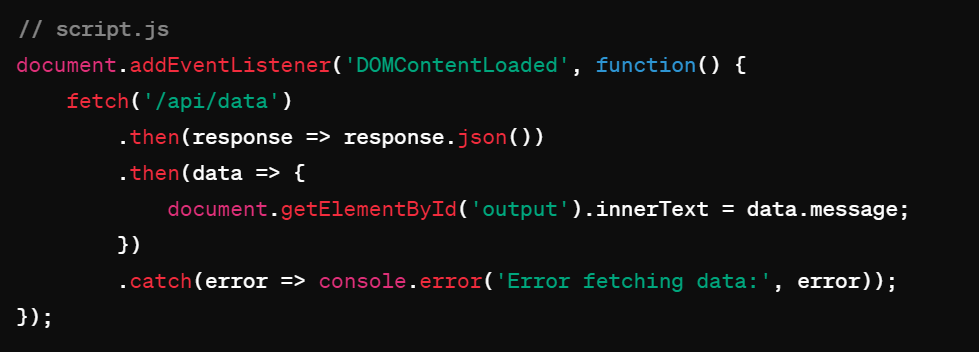 // script.js
document.addEventListener('DOMContentLoaded', function() {
    fetch('/api/data')
        .then(response => response.json())
        .then(data => {
            document.getElementById('output').innerText = data.message;
        })
        .catch(error => console.error('Error fetching data:', error));
});